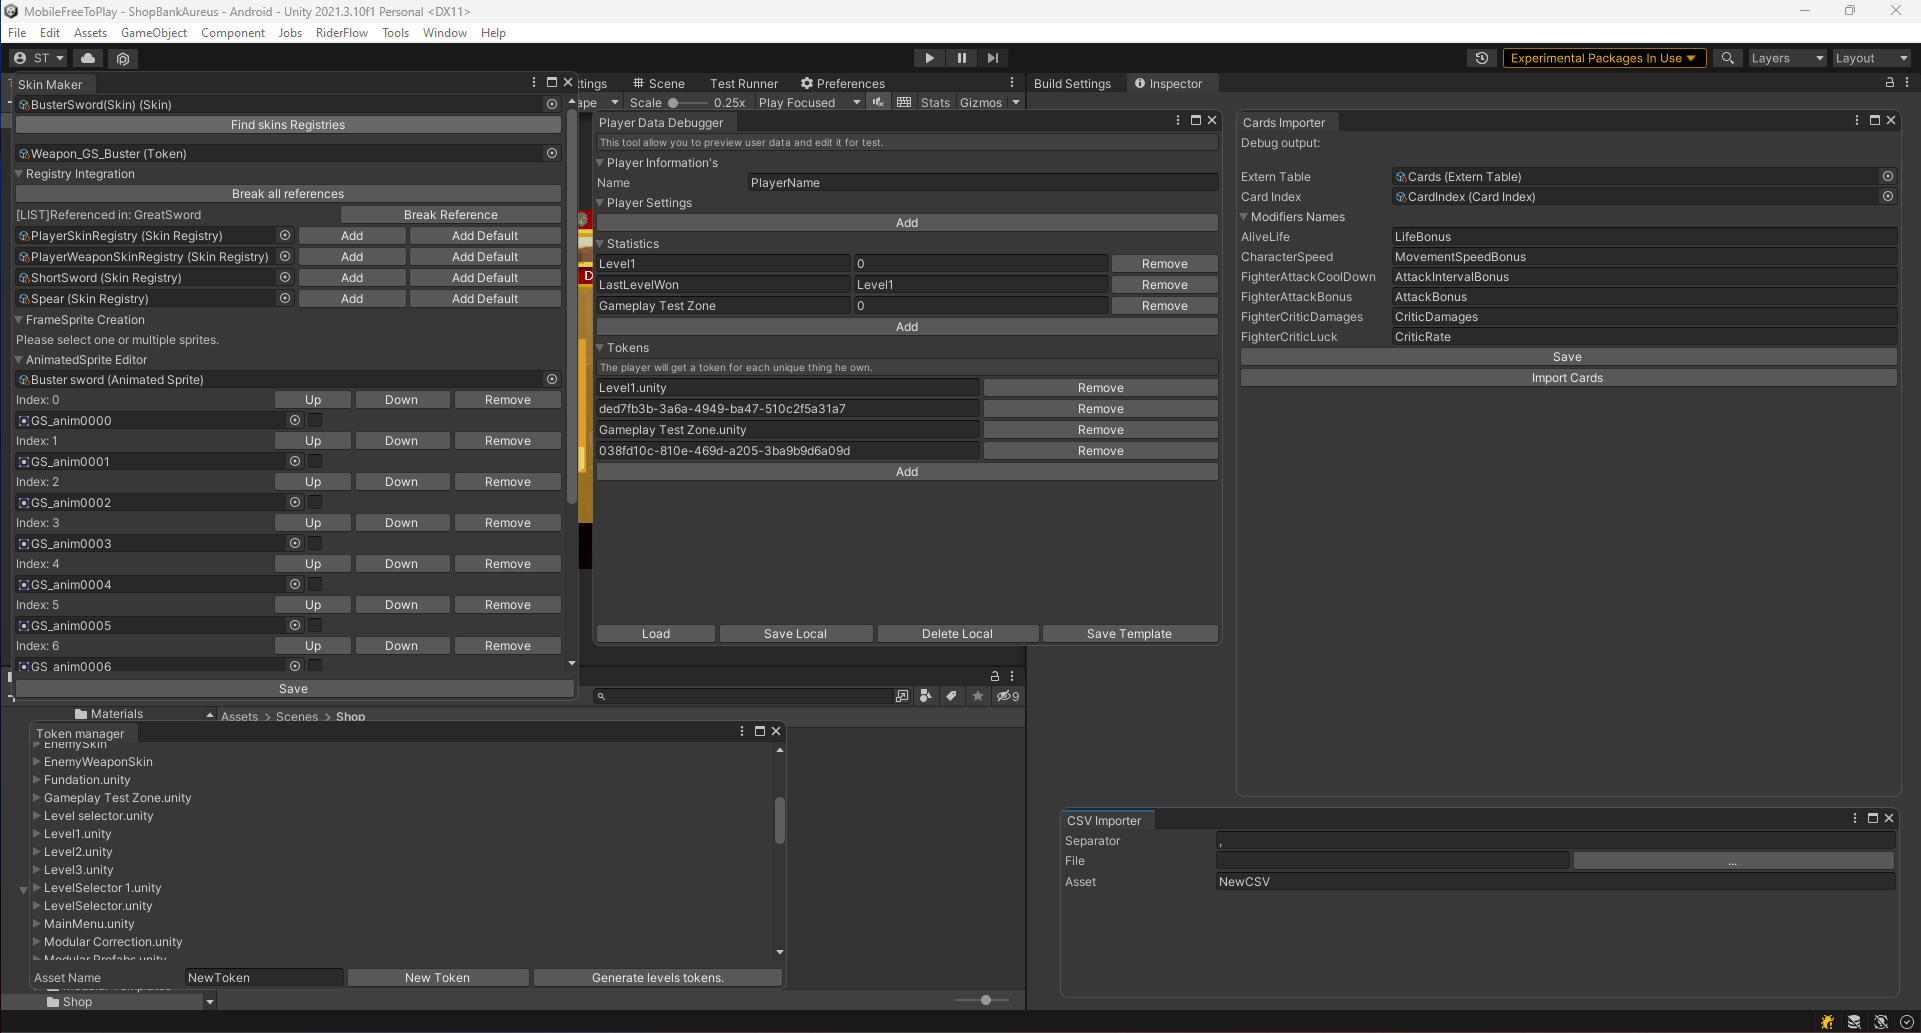 MobileFreeToPlay - ShopBankAureus - Android - Unity 2021.3.10f1 Personal <DX11>
File Edit Assets GameObject Component Jobs RiderFlow Tools Window Help
ST
Experimental Packages In Use
Layers
Layout
Skin Maker
BusterSword(Skin) (Skin)
Find skins Registries
Weapon_GS_Buster (Token)
Registry Integration
Break all references
[LIST]Referenced in: GreatSword Break Reference
PlayerSkinRegistry (Skin Registry) Add Add Default
PlayerWeaponSkinRegistry (Skin Registry) Add Add Default
ShortSword (Skin Registry) Add Add Default
Spear (Skin Registry) Add Add Default
FrameSprite Creation
Please select one or multiple sprites.
AnimatedSprite Editor
Buster sword (Animated Sprite)
Index: 0 Up Down Remove
GS_anim0000
Index: 1 Up Down Remove
GS_anim0001
Index: 2 Up Down Remove
GS_anim0002
Index: 3 Up Down Remove
GS_anim0003
Index: 4 Up Down Remove
GS_anim0004
Index: 5 Up Down Remove
GS_anim0005
Index: 6 Up Down Remove
GS_anim0006
Save
ttings Scene Test Runner Preferences
ape Scale 0.25x Play Focused Stats Gizmos
D
Player Data Debugger
This tool allow you to preview user data and edit it for test.
Player Information's
Name PlayerName
Player Settings
Add
Statistics
Level1 0 Remove
LastLevelWon Level1 Remove
Gameplay Test Zone 0 Remove
Add
Tokens
The player will get a token for each unique thing he own.
Level1.unity Remove
ded7fb3b-3a6a-4949-ba47-510c2f5a31a7 Remove
Gameplay Test Zone.unity Remove
038fd10c-810e-469d-a205-3ba9b9d6a09d Remove
Add
Load Save Local Delete Local Save Template
Build Settings Inspector
Cards Importer
Debug output:
Extern Table Cards (Extern Table)
Card Index CardIndex (Card Index)
Modifiers Names
AliveLife LifeBonus
CharacterSpeed MovementSpeedBonus
FighterAttackCoolDown AttackIntervalBonus
FighterAttackBonus AttackBonus
FighterCriticDamages CriticDamages
FighterCriticLuck CriticRate
Save
Import Cards
9
Materials
Assets > Scenes > Shop
Token manager
EnemySkin
EnemyWeaponSkin
Fundation.unity
Gameplay Test Zone.unity
Level selector.unity
Level1.unity
Level2.unity
Level3.unity
LevelSelector 1.unity
LevelSelector.unity
MainMenu.unity
Modular Correction.unity
Modular Prefabs.unity
Asset Name NewToken New Token Generate levels tokens.
Shop
CSV Importer
Separator ,
File ...
Asset NewCSV